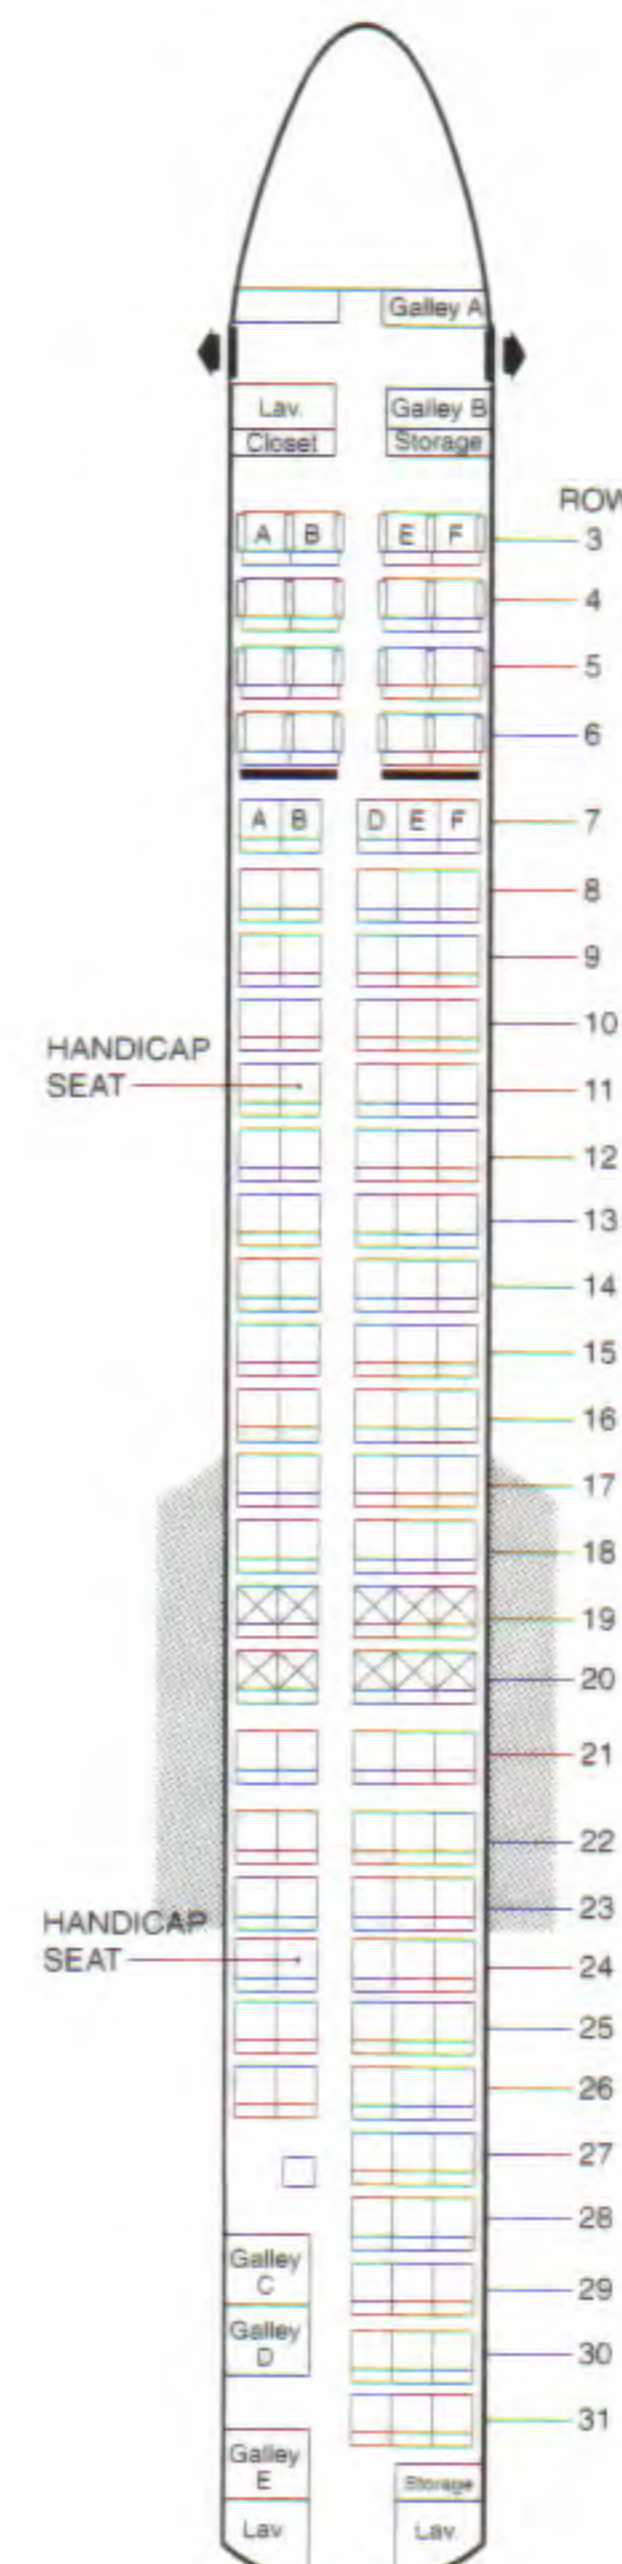 Galley A
Lav.
Galley B
Closet
Storage
ROW
A B E F 3
4
5
6
A B D E F 7
8
9
10
HANDICAP
SEAT
11
12
13
14
15
16
17
18
19
20
21
22
23
HANDICAP
SEAT
24
25
26
27
28
Galley
C
29
Galley
D
30
31
Galley
E
Storage
Lav
Lav